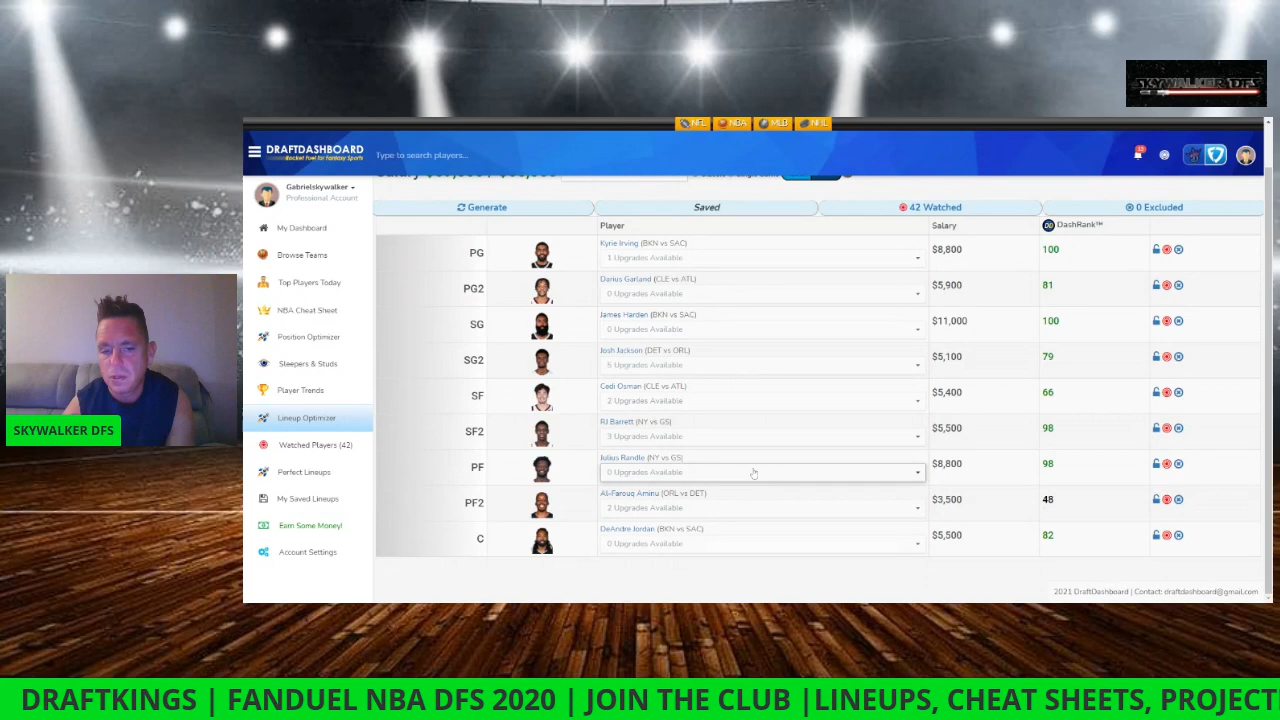 SKYWALKER DFS
NFL NBA MLB NHL
DRAFTDASHBOARD
Rocket Fuel for Fantasy Sports
Type to search players...
Gabrielskywalker
Professional Account
Generate Saved 42 Watched 0 Excluded
Player Salary DashRank™
My Dashboard
Browse Teams
Top Players Today
NBA Cheat Sheet
Position Optimizer
Sleepers & Studs
Player Trends
Lineup Optimizer
Watched Players (42)
Perfect Lineups
My Saved Lineups
Earn Some Money!
Account Settings
PG Kyrie Irving (BKN vs SAC) $8,800 100
1 Upgrades Available
PG2 Darius Garland (CLE vs ATL) $5,900 81
0 Upgrades Available
SG James Harden (BKN vs SAC) $11,000 100
0 Upgrades Available
SG2 Josh Jackson (DET vs ORL) $5,100 79
5 Upgrades Available
SF Cedi Osman (CLE vs ATL) $5,400 66
2 Upgrades Available
SF2 RJ Barrett (NY vs GS) $5,500 98
3 Upgrades Available
PF Julius Randle (NY vs GS) $8,800 98
0 Upgrades Available
PF2 Al-Farouq Aminu (ORL vs DET) $3,500 48
2 Upgrades Available
C DeAndre Jordan (BKN vs SAC) $5,500 82
0 Upgrades Available
2021 DraftDashboard | Contact: draftdashboard@gmail.com
SKYWALKER DFS
DRAFTKINGS | FANDUEL NBA DFS 2020 | JOIN THE CLUB |LINEUPS, CHEAT SHEETS, PROJECT